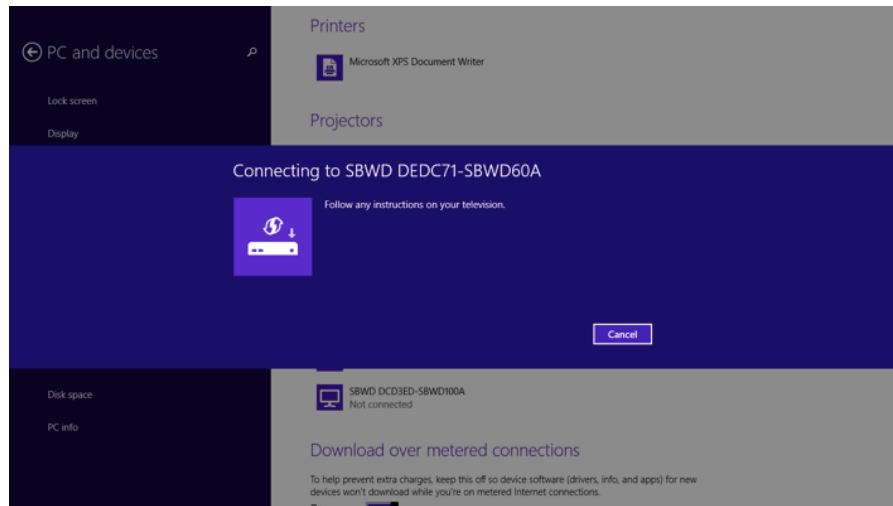 Printers
PC and devices
Microsoft XPS Document Writer
Lock screen
Projectors
Display
Connecting to SBWD DEDC71-SBWD60A
Follow any instructions on your television.
Cancel
Disk space
SBWD DCD3ED-SBWD100A
Not connected
PC info
Download over metered connections
To help prevent extra charges, keep this off so device software (drivers, info, and apps) for new
devices won't download while you're on metered Internet connections.